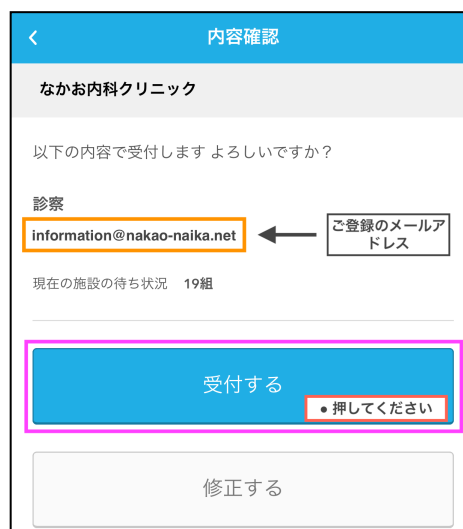 内容確認
なかお内科クリニック
以下の内容で受付します よろしいですか？
診察
information@nakao-naika.net
ご登録のメールア
ドレス
現在の施設の待ち状況 19組
受付する
• 押してください
修正する